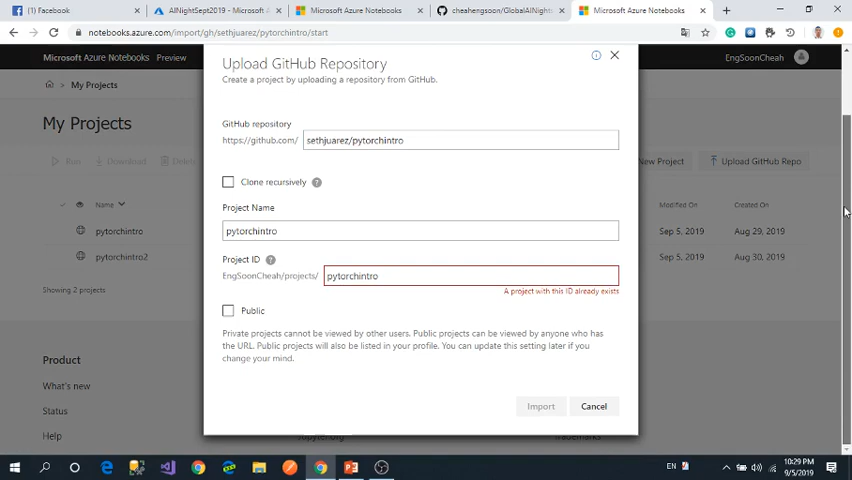 (1) Facebook
AINightSept2019 - Microsoft A
Microsoft Azure Notebooks
cheahengsoon/GlobalAINight
Microsoft Azure Notebooks
notebooks.azure.com/import/gh/sethjuarez/pytorchintro/start
Microsoft Azure Notebooks Preview
EngSoonCheah
My Projects
My Projects
Run Download Delet
New Project Upload GitHub Repo
Name Modified On Created On
pytorchintro Sep 5, 2019 Aug 29, 2019
pytorchintro2 Sep 5, 2019 Aug 30, 2019
Showing 2 projects
Upload GitHub Repository
Create a project by uploading a repository from GitHub.
GitHub repository
https://github.com/ sethjuarez/pytorchintro
Clone recursively ?
Project Name
pytorchintro
Project ID ?
EngSoonCheah/projects/ pytorchintro
A project with this ID already exists
Public
Private projects cannot be viewed by other users. Public projects can be viewed by anyone who has
the URL. Public projects will also be listed in your profile. You can update this setting later if you
change your mind.
Import Cancel
Product
What's new
Status
Help
EN
10:29 PM
9/5/2019